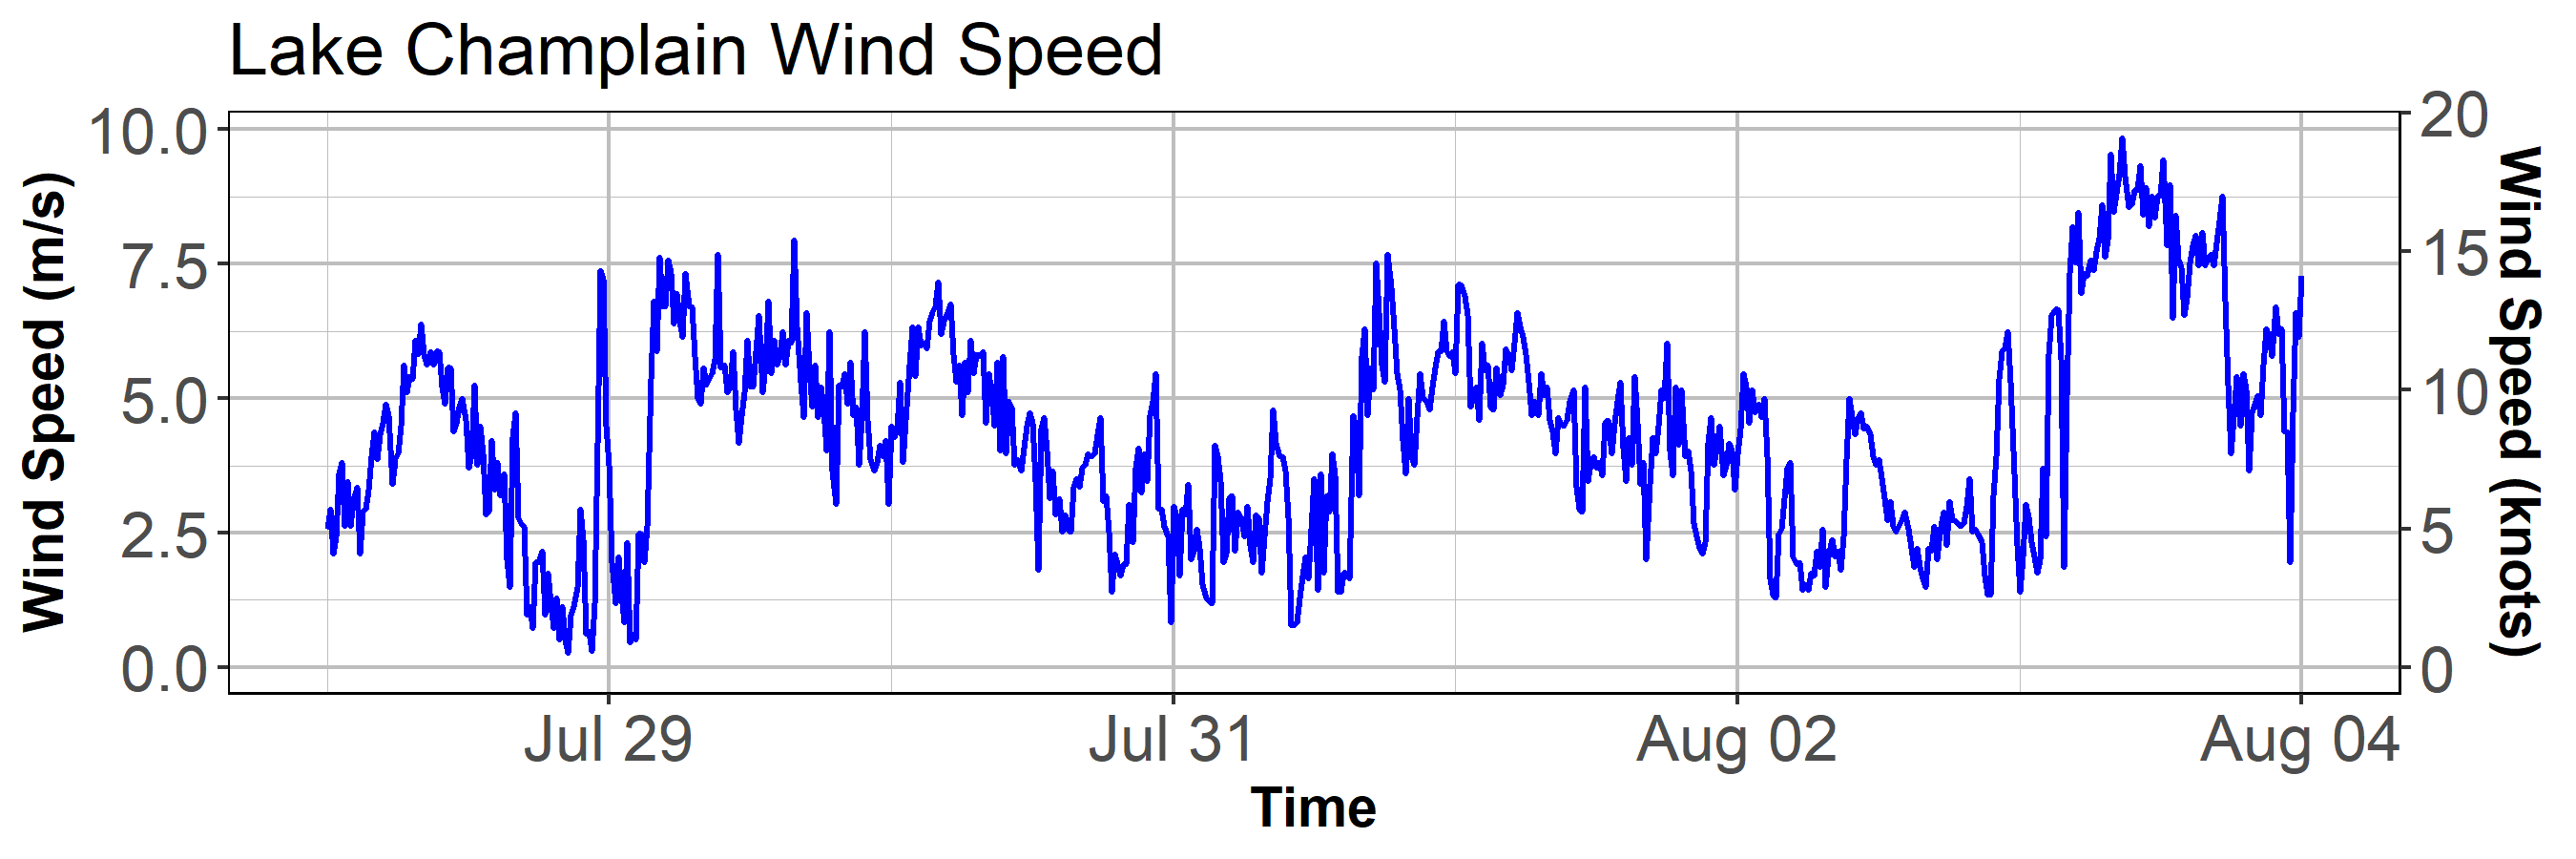 Lake Champlain Wind Speed
Wind Speed (m/s)
10.0
7.5
5.0
2.5
0.0
20
15
10
5
0
Wind Speed (knots)
Jul 29
Jul 31
Aug 02
Aug 04
Time